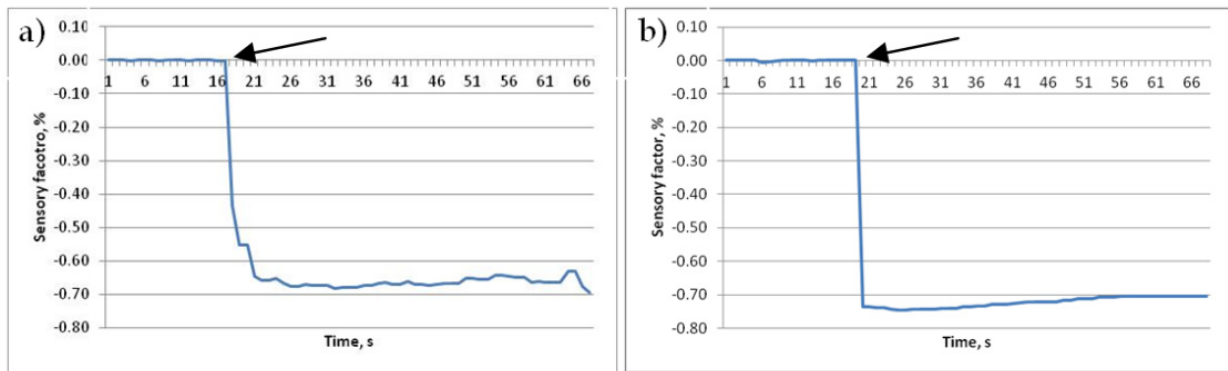 a)
0.10
0.00
-0.10
-0.20
-0.30
-0.40
-0.50
-0.60
-0.70
-0.80
1 6 11 16 21 26 31 36 41 46 51 56 61 66
Sensory facotro, %
Time, s
b)
0.10
0.00
-0.10
-0.20
-0.30
-0.40
-0.50
-0.60
-0.70
-0.80
1 6 11 16 21 26 31 36 41 46 51 56 61 66
Sensory factor, %
Time, s